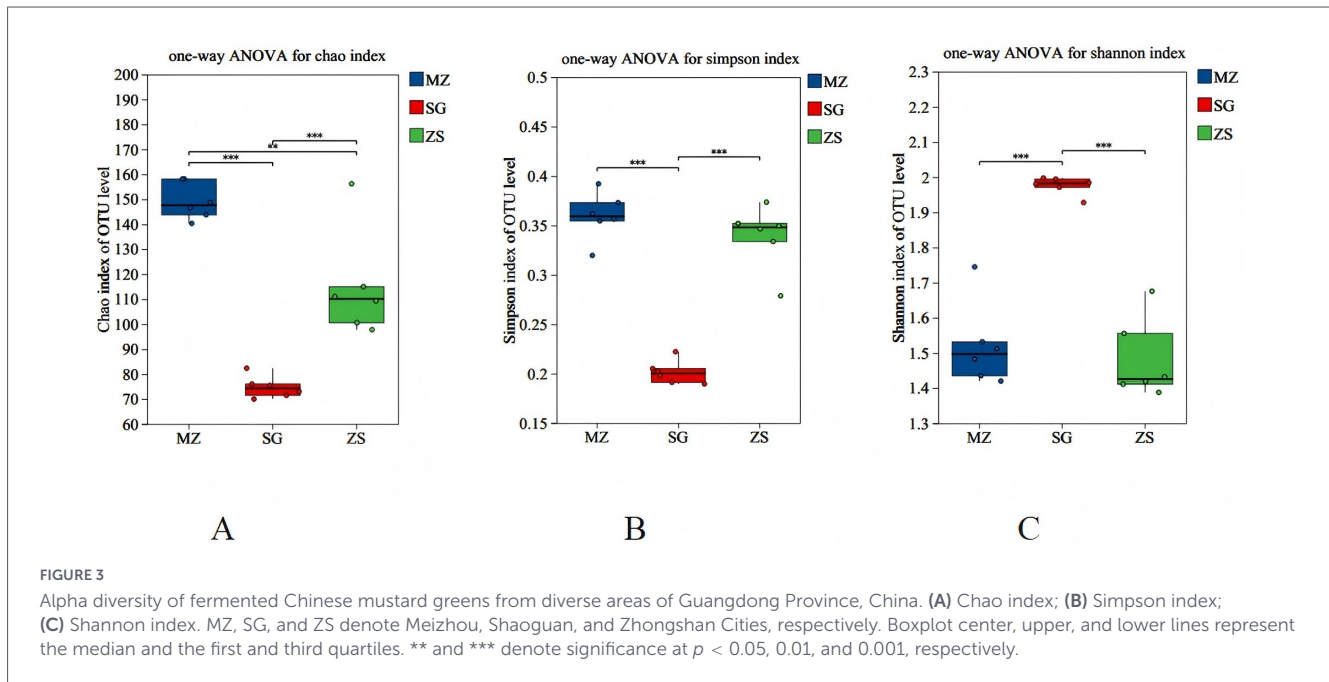 one-way ANOVA for chao index
200
190
180
170
160
150
140
130
120
110
100
90
80
70
60
Chao index of OTU level
MZ
SG
ZS
***
**
***
MZ
SG
ZS
A
one-way ANOVA for simpson index
0.5
0.45
0.4
0.35
0.3
0.25
0.2
0.15
Simpson index of OTU level
MZ
SG
ZS
***
***
MZ
SG
ZS
B
one-way ANOVA for shannon index
2.3
2.2
2.1
2
1.9
1.8
1.7
1.6
1.5
1.4
1.3
Shannon index of OTU level
MZ
SG
ZS
***
***
MZ
SG
ZS
C
FIGURE 3
Alpha diversity of fermented Chinese mustard greens from diverse areas of Guangdong Province, China. (A) Chao index; (B) Simpson index;
(C) Shannon index. MZ, SG, and ZS denote Meizhou, Shaoguan, and Zhongshan Cities, respectively. Boxplot center, upper, and lower lines represent
the median and the first and third quartiles. ** and *** denote significance at p < 0.05, 0.01, and 0.001, respectively.